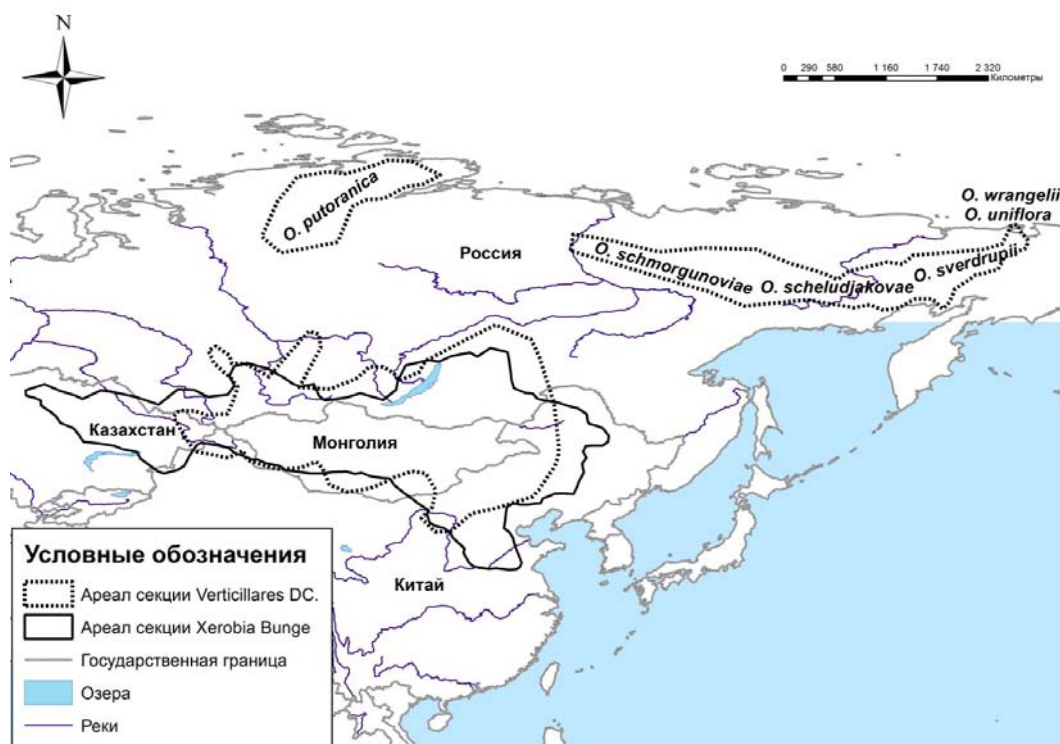 N
0 290 580 1 160 1 740 2 320
Километры
O. putoranica
O. wrangelii
O. uniflora
Россия
O. schmorgunoviae
O. scheludjakovae
O. sverdrupii
Казахстан
Монголия
Китай
Условные обозначения
Ареал секции Verticillares DC.
Ареал секции Xerobia Bunge
Государственная граница
Озера
Реки